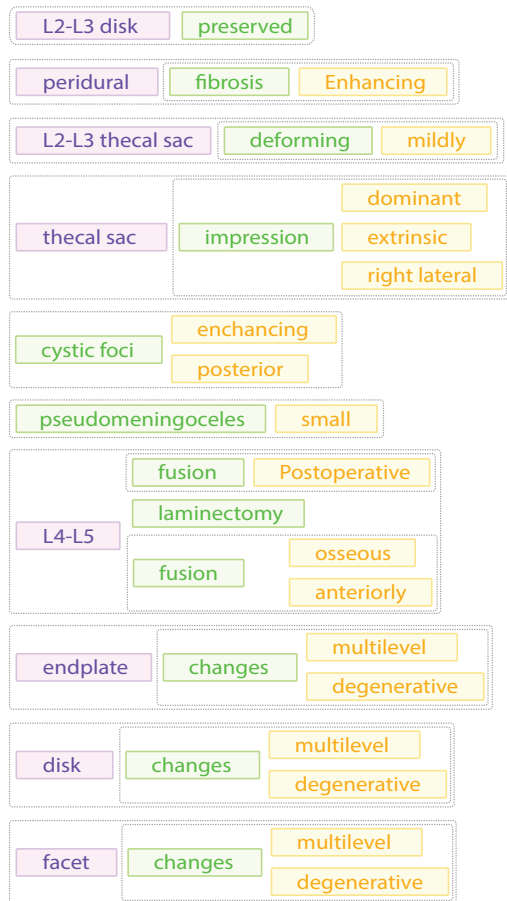 L2-L3 disk preserved
peridural fibrosis Enhancing
L2-L3 thecal sac deforming mildly
dominant
thecal sac impression extrinsic
right lateral
enchancing
cystic foci
posterior
pseudomeningoceles small
fusion Postoperative
laminectomy
L4-L5
osseous
fusion
anteriorly
multilevel
endplate changes
degenerative
multilevel
disk changes
degenerative
multilevel
facet changes
degenerative